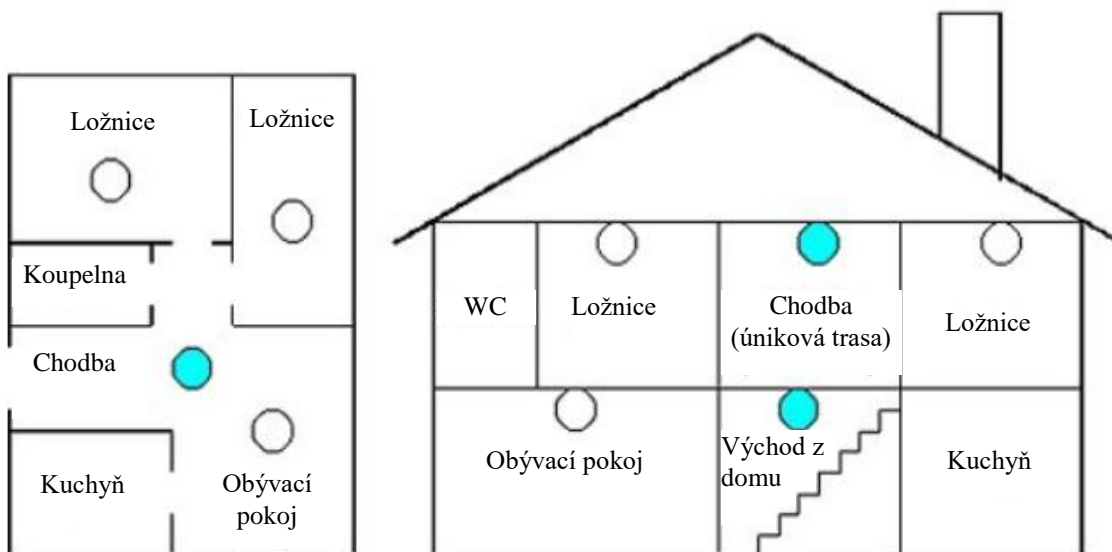 Ložnice
Ložnice
Koupelna
Chodba
Kuchyň
Obývací
pokoj
WC
Ložnice
Chodba
(úniková trasa)
Ložnice
Obývací pokoj
Východ z
domu
Kuchyň